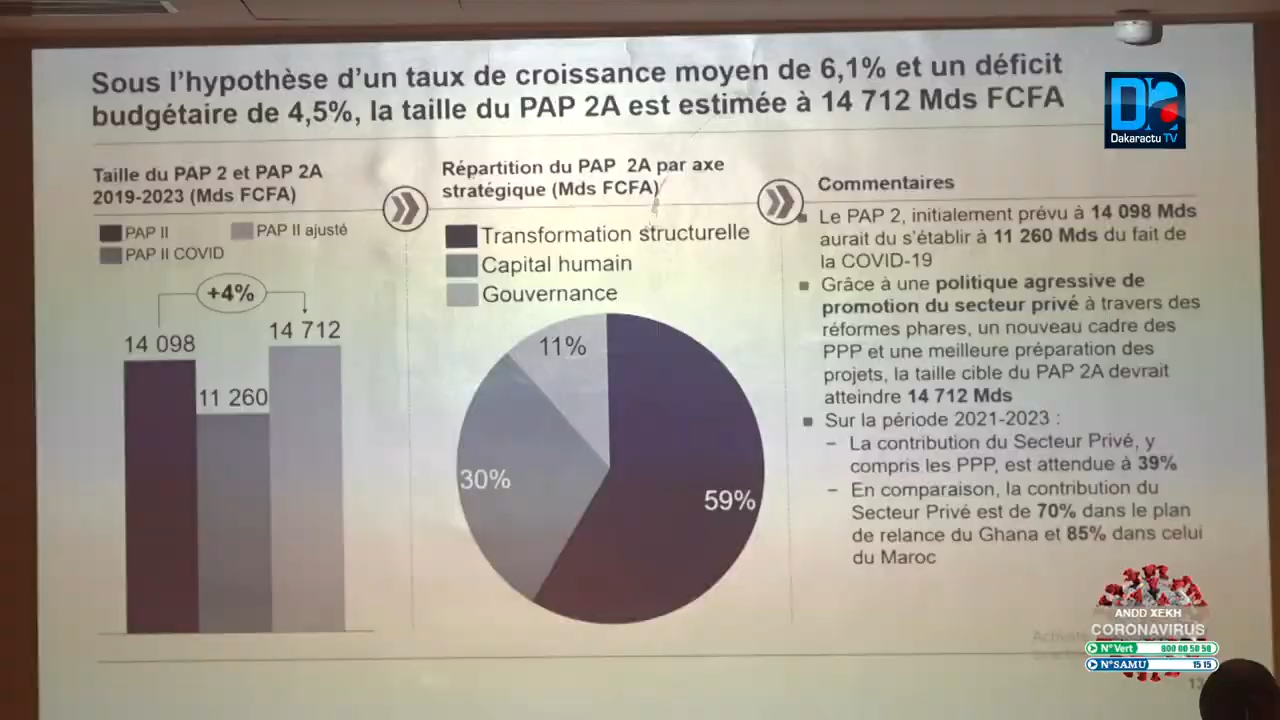 Sous l'hypothèse d'un taux de croissance moyen de 6,1% et un déficit
budgétaire de 4,5%, la taille du PAP 2A est estimée à 14 712 Mds FCFA
Dakaractu TV
Taille du PAP 2 et PAP 2A
2019-2023 (Mds FCFA)
PAP II
PAP II ajusté
PAP II COVID
+4%
14 098
11 260
14 712
Répartition du PAP 2A par axe
stratégique (Mds FCFA)
Transformation structurelle
Capital humain
Gouvernance
11%
30%
59%
Commentaires
Le PAP 2, initialement prévu à 14 098 Mds
aurait du s'établir à 11 260 Mds du fait de
la COVID-19
Grâce à une politique agressive de
promotion du secteur privé à travers des
réformes phares, un nouveau cadre des
PPP et une meilleure préparation des
projets, la taille cible du PAP 2A devrait
atteindre 14 712 Mds
Sur la période 2021-2023 :
– La contribution du Secteur Privé, y
compris les PPP, est attendue à 39%
– En comparaison, la contribution du
Secteur Privé est de 70% dans le plan
de relance du Ghana et 85% dans celui
du Maroc
ANDD XEKH
CORONAVIRUS
N°Vert 800 00 50 50
N°SAMU 15 15
13